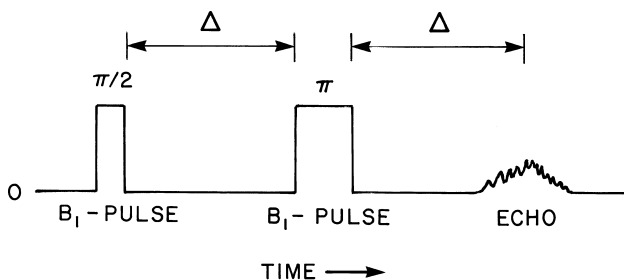 Δ Δ
π/2 π
0
B₁-PULSE B₁-PULSE ECHO
TIME